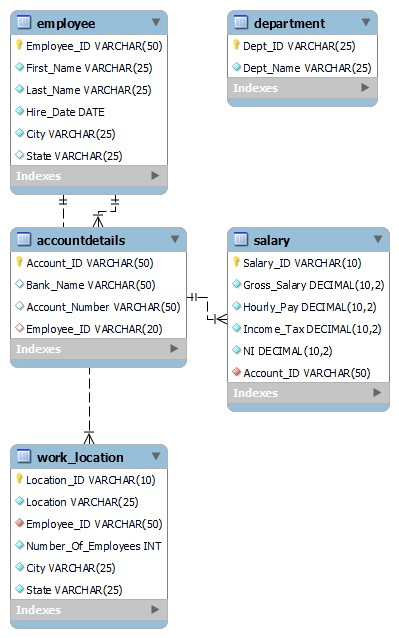 employee
Employee_ID VARCHAR(50)
First_Name VARCHAR(25)
Last_Name VARCHAR(25)
Hire_Date DATE
City VARCHAR(25)
State VARCHAR(25)
Indexes
department
Dept_ID VARCHAR(25)
Dept_Name VARCHAR(25)
Indexes
accountdetails
Account_ID VARCHAR(50)
Bank_Name VARCHAR(50)
Account_Number VARCHAR(50)
Employee_ID VARCHAR(20)
Indexes
salary
Salary_ID VARCHAR(10)
Gross_Salary DECIMAL(10,2)
Hourly_Pay DECIMAL(10,2)
Income_Tax DECIMAL(10,2)
NI DECIMAL(10,2)
Account_ID VARCHAR(50)
Indexes
work_location
Location_ID VARCHAR(10)
Location VARCHAR(25)
Employee_ID VARCHAR(50)
Number_Of_Employees INT
City VARCHAR(25)
State VARCHAR(25)
Indexes